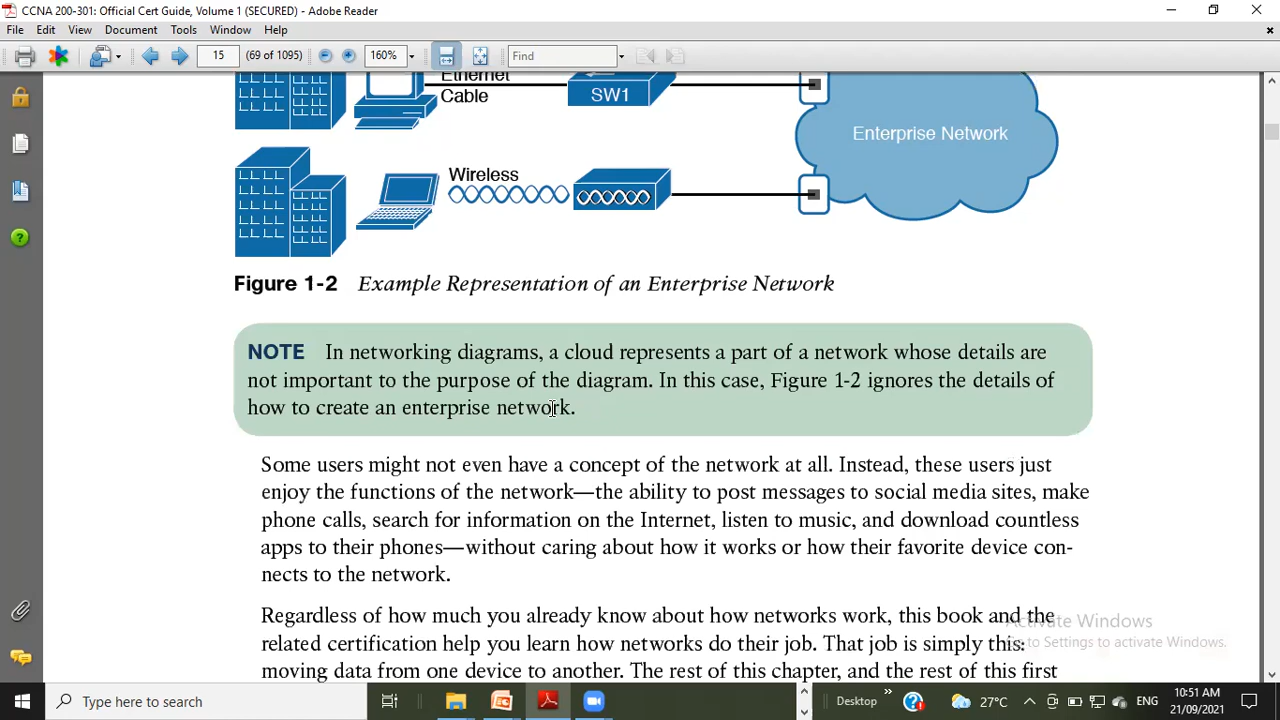 CCNA 200-301: Official Cert Guide, Volume 1 (SECURED) - Adobe Reader
File Edit View Document Tools Window Help
15 (69 of 1095) 160% Find
Ethernet
Cable
SW1
Enterprise Network
Wireless
Figure 1-2 Example Representation of an Enterprise Network
NOTE In networking diagrams, a cloud represents a part of a network whose details are
not important to the purpose of the diagram. In this case, Figure 1-2 ignores the details of
how to create an enterprise network.
Some users might not even have a concept of the network at all. Instead, these users just
enjoy the functions of the network—the ability to post messages to social media sites, make
phone calls, search for information on the Internet, listen to music, and download countless
apps to their phones—without caring about how it works or how their favorite device con-
nects to the network.
Regardless of how much you already know about how networks work, this book and the
related certification help you learn how networks do their job. That job is simply this:
moving data from one device to another. The rest of this chapter, and the rest of this first
Activate Windows
Go to Settings to activate Windows.
Type here to search
Desktop
27°C
ENG
10:51 AM
21/09/2021